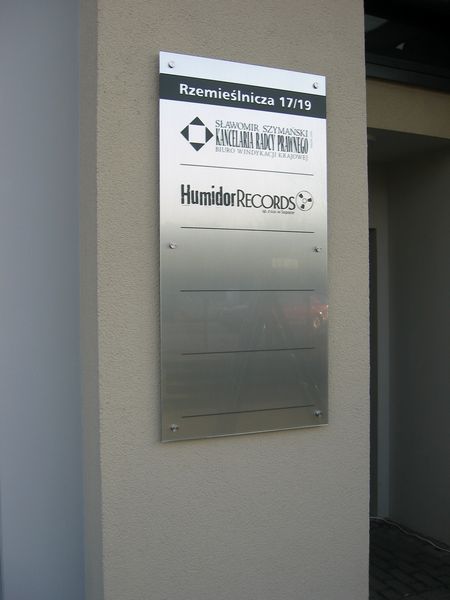 Rzemieślnicza 17/19
SŁAWOMIR SZYMAŃSKI
KANCELARIA RADCY PRAWNEGO
BIURO WINDYKACJI KRAJOWEJ
HumidorRECORDS